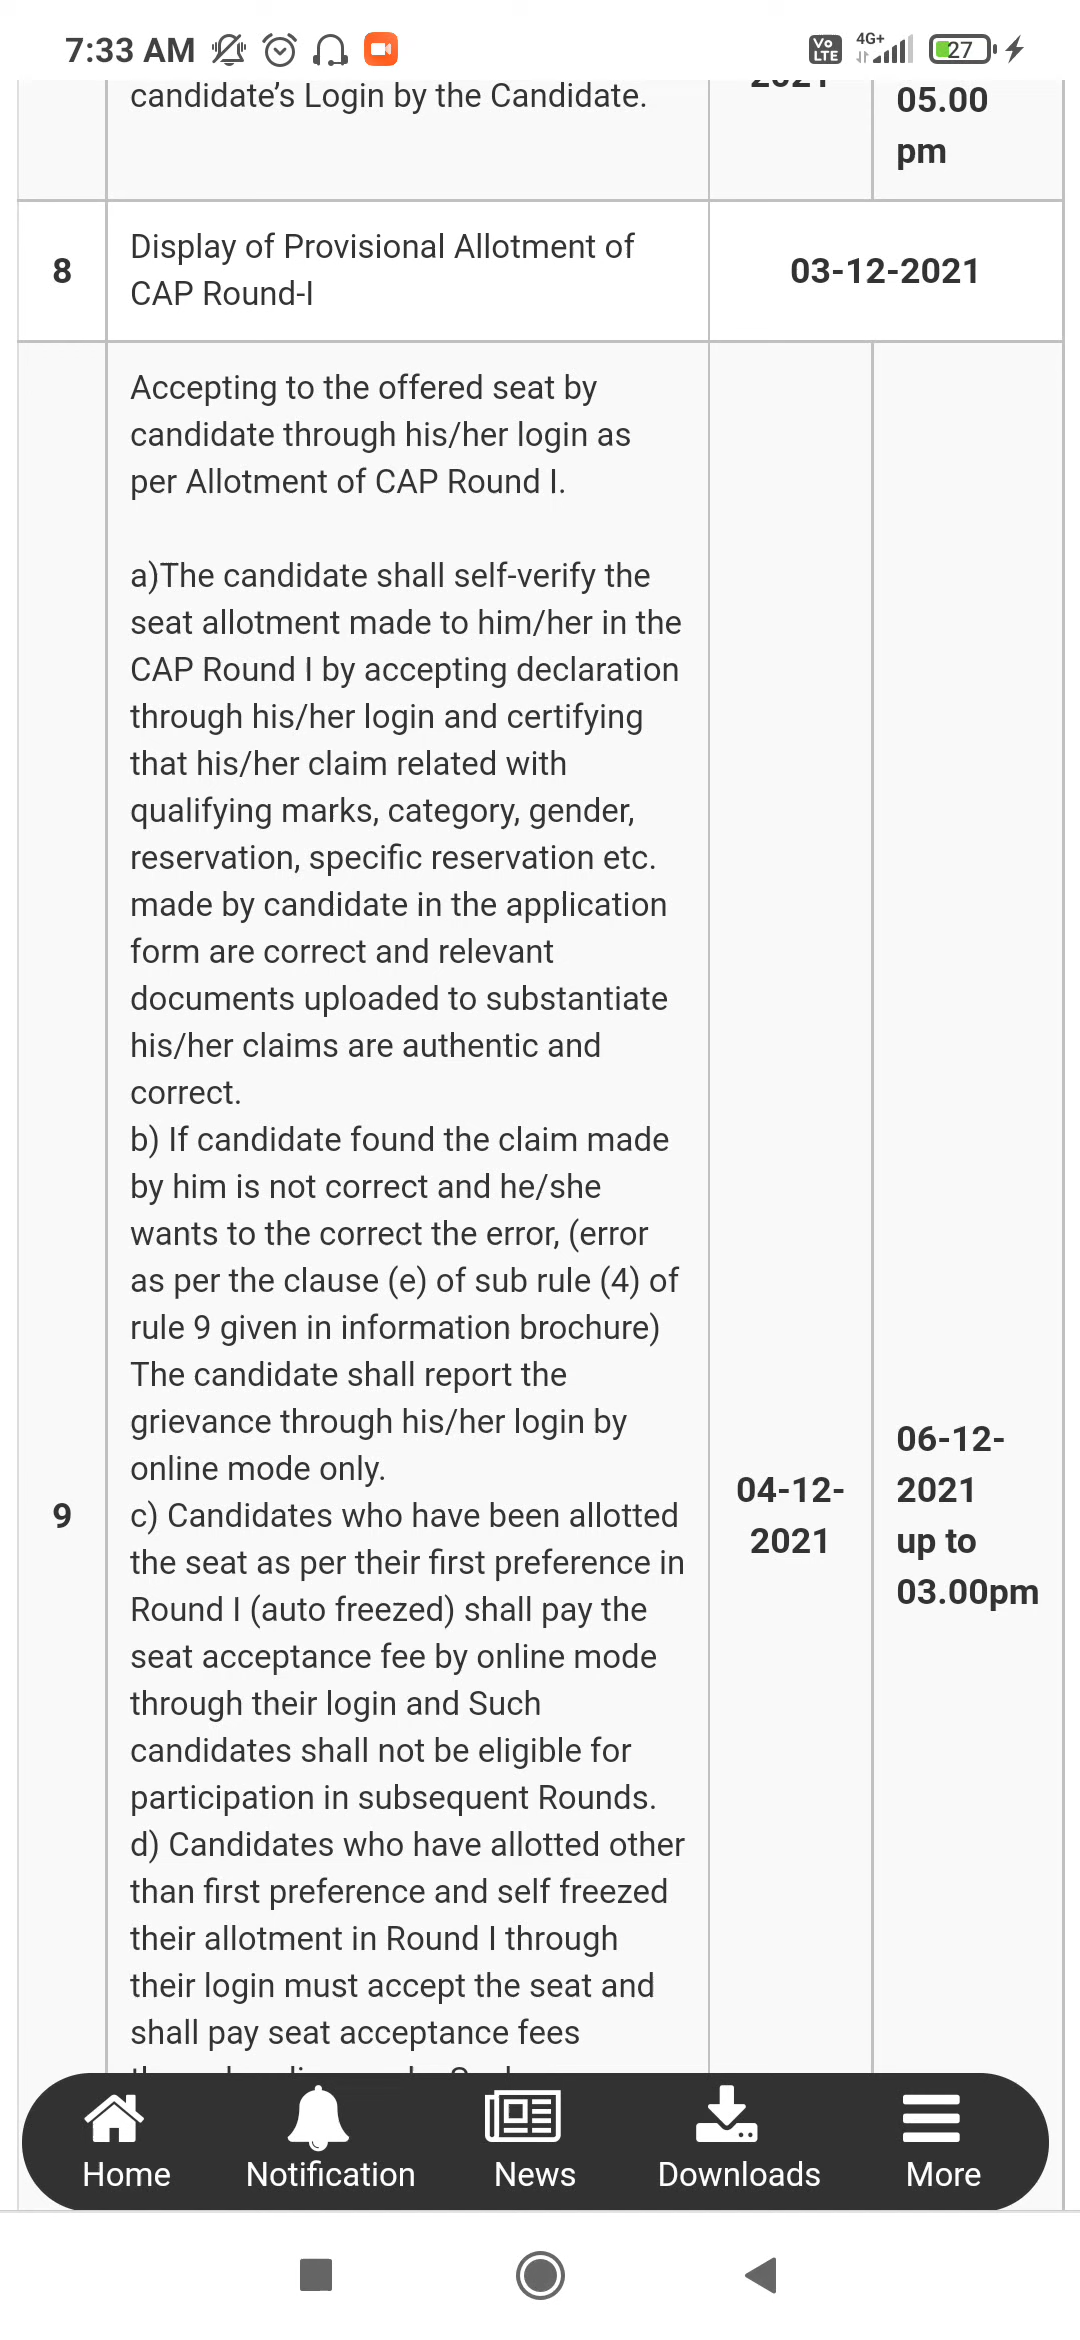 7:33 AM
Vo LTE
4G+
27
candidate's Login by the Candidate.
2021
05.00
pm
8
Display of Provisional Allotment of
CAP Round-I
03-12-2021
Accepting to the offered seat by
candidate through his/her login as
per Allotment of CAP Round I.
a)The candidate shall self-verify the
seat allotment made to him/her in the
CAP Round I by accepting declaration
through his/her login and certifying
that his/her claim related with
qualifying marks, category, gender,
reservation, specific reservation etc.
made by candidate in the application
form are correct and relevant
documents uploaded to substantiate
his/her claims are authentic and
correct.
b) If candidate found the claim made
by him is not correct and he/she
wants to the correct the error, (error
as per the clause (e) of sub rule (4) of
rule 9 given in information brochure)
The candidate shall report the
grievance through his/her login by
online mode only.
9
c) Candidates who have been allotted
the seat as per their first preference in
Round I (auto freezed) shall pay the
seat acceptance fee by online mode
through their login and Such
candidates shall not be eligible for
participation in subsequent Rounds.
d) Candidates who have allotted other
than first preference and self freezed
their allotment in Round I through
their login must accept the seat and
shall pay seat acceptance fees
04-12-
2021
06-12-
2021
up to
03.00pm
Home
Notification
News
Downloads
More